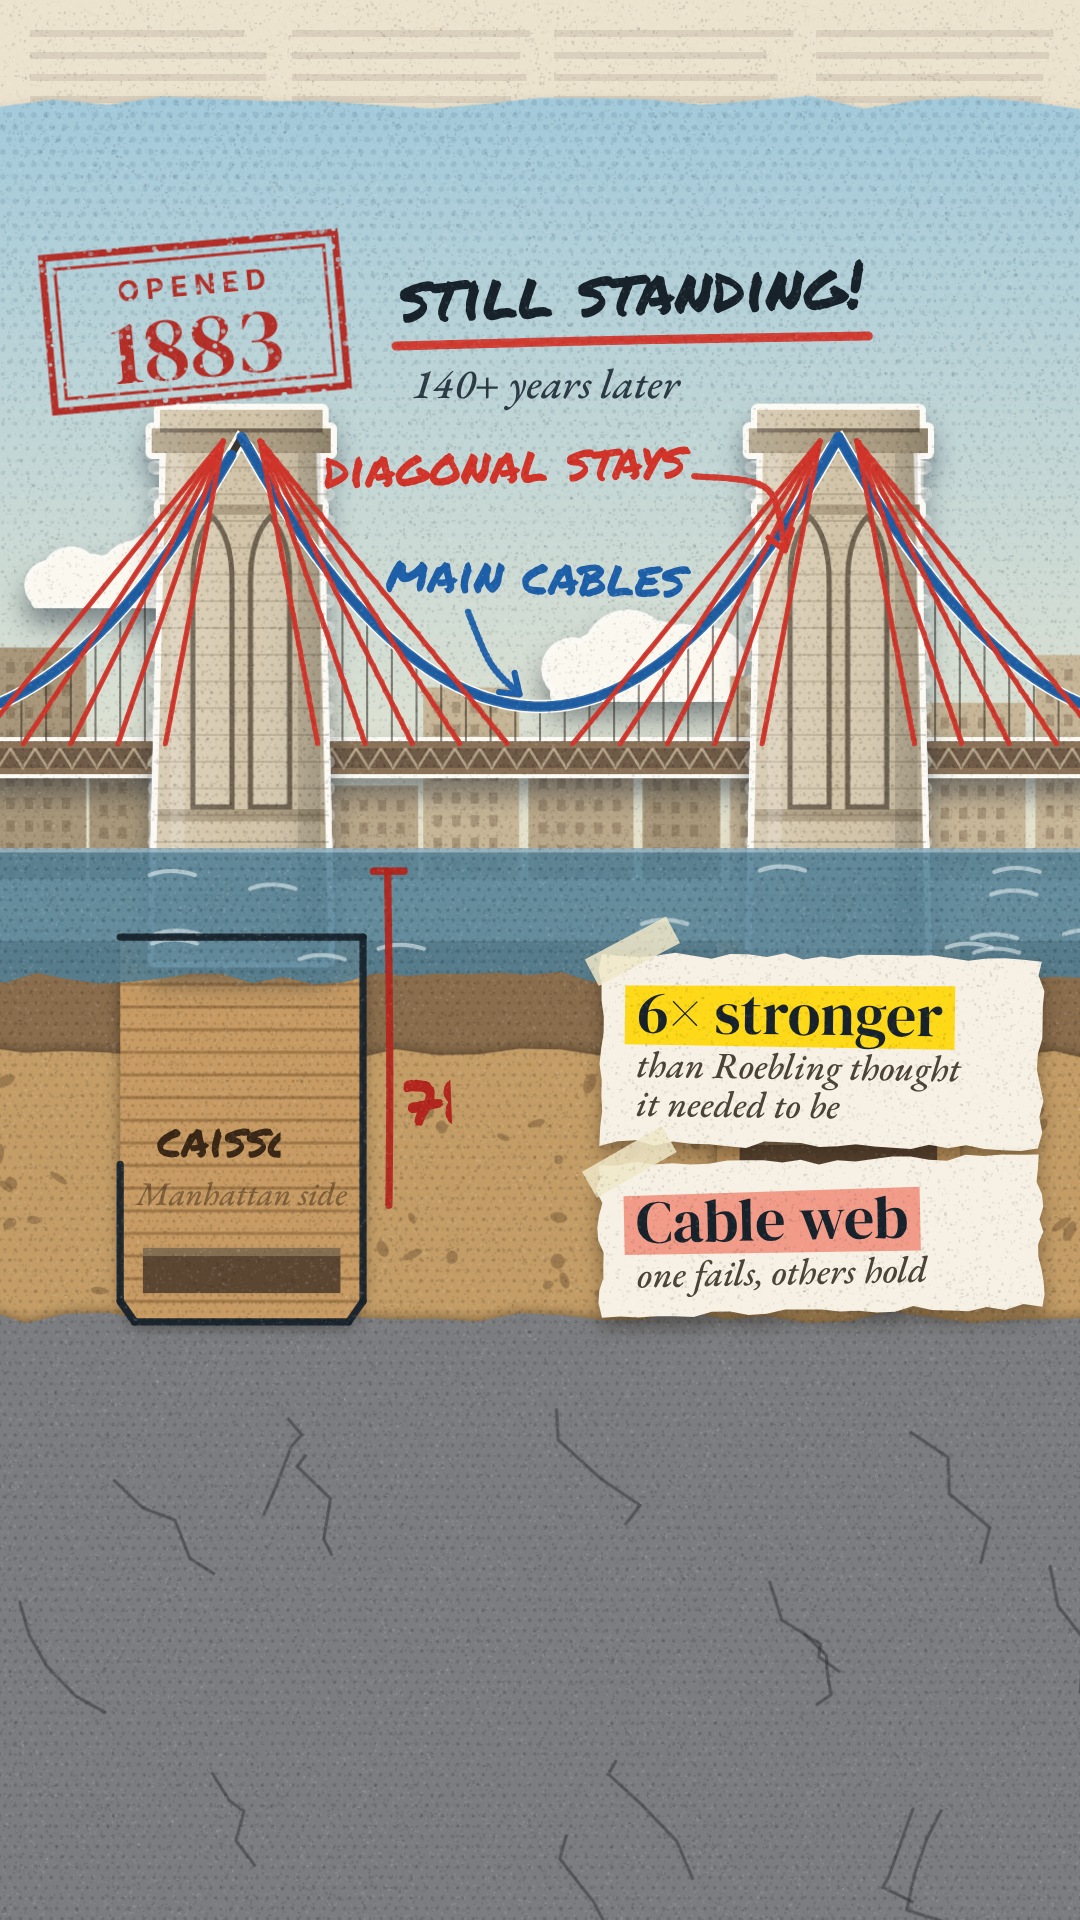 OPENED
1883
STILL STANDING!
140+ years later
DIAGONAL STAYS
MAIN CABLES
6× stronger
than Roebling thought
it needed to be
Manhattan side
Cable web
one fails, others hold